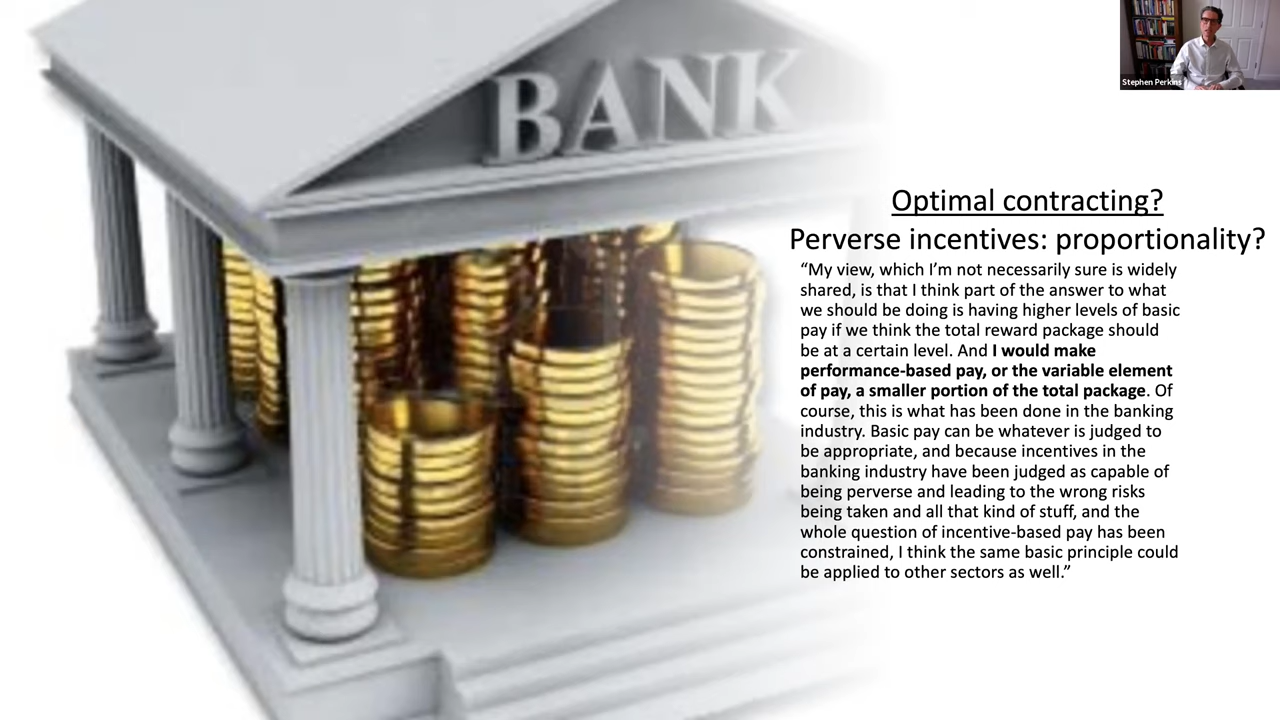 BANK
Stephen Perkins
Optimal contracting?
Perverse incentives: proportionality?
“My view, which I’m not necessarily sure is widely
shared, is that I think part of the answer to what
we should be doing is having higher levels of basic
pay if we think the total reward package should
be at a certain level. And I would make
performance-based pay, or the variable element
of pay, a smaller portion of the total package. Of
course, this is what has been done in the banking
industry. Basic pay can be whatever is judged to
be appropriate, and because incentives in the
banking industry have been judged as capable of
being perverse and leading to the wrong risks
being taken and all that kind of stuff, and the
whole question of incentive-based pay has been
constrained, I think the same basic principle could
be applied to other sectors as well.”